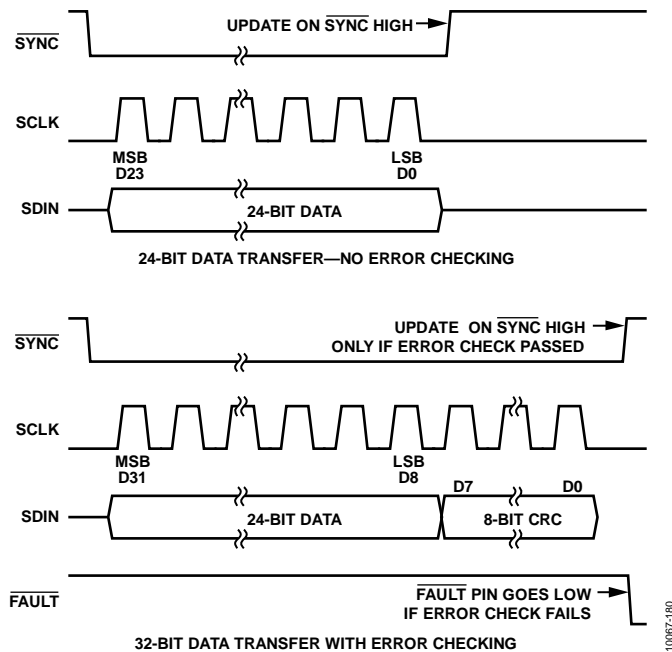 UPDATE ON SYNC HIGH
SYNC
SCLK
MSB
D23
LSB
D0
SDIN
24-BIT DATA
24-BIT DATA TRANSFER—NO ERROR CHECKING
UPDATE ON SYNC HIGH
ONLY IF ERROR CHECK PASSED
SYNC
SCLK
MSB
D31
LSB
D8
D7
D0
SDIN
24-BIT DATA
8-BIT CRC
FAULT
FAULT PIN GOES LOW
IF ERROR CHECK FAILS
32-BIT DATA TRANSFER WITH ERROR CHECKING
10067-180